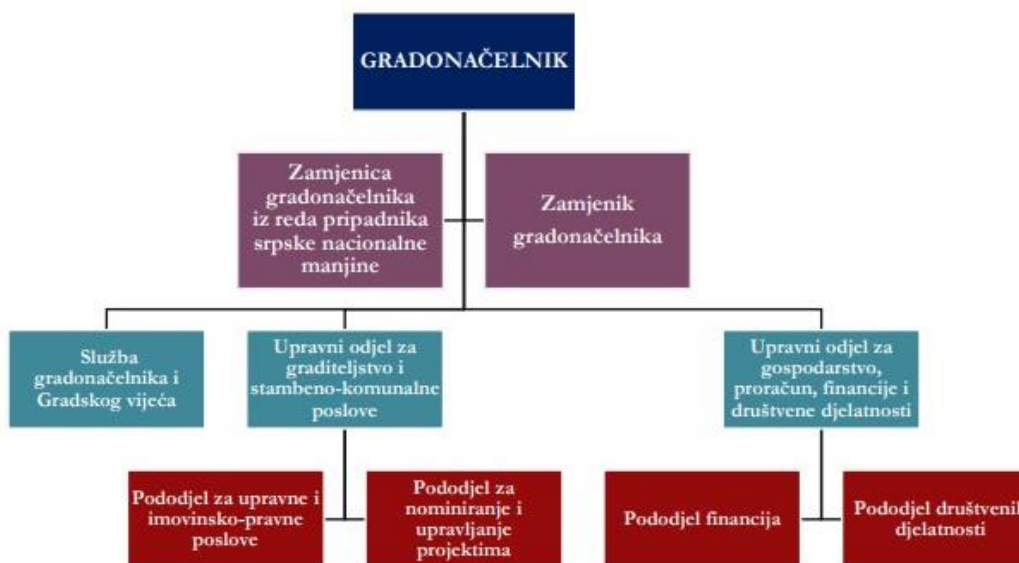 GRADONAČELNIK
Zamjenica
gradonačelnika
iz reda pripadnika
srpske nacionalne
manjine
Zamjenik
gradonačelnika
Služba
gradonačelnika i
Gradskog vijeća
Upravni odjel za
graditeljstvo i
stambeno-komunalne
poslove
Upravni odjel za
gospodarstvo,
proračun, financije i
društvene djelatnosti
Pododjel za upravne i
imovinsko-pravne
poslove
Pododjel za
nominiranje i
upravljanje
projektima
Pododjel financija
Pododjel društvenih
djelatnosti